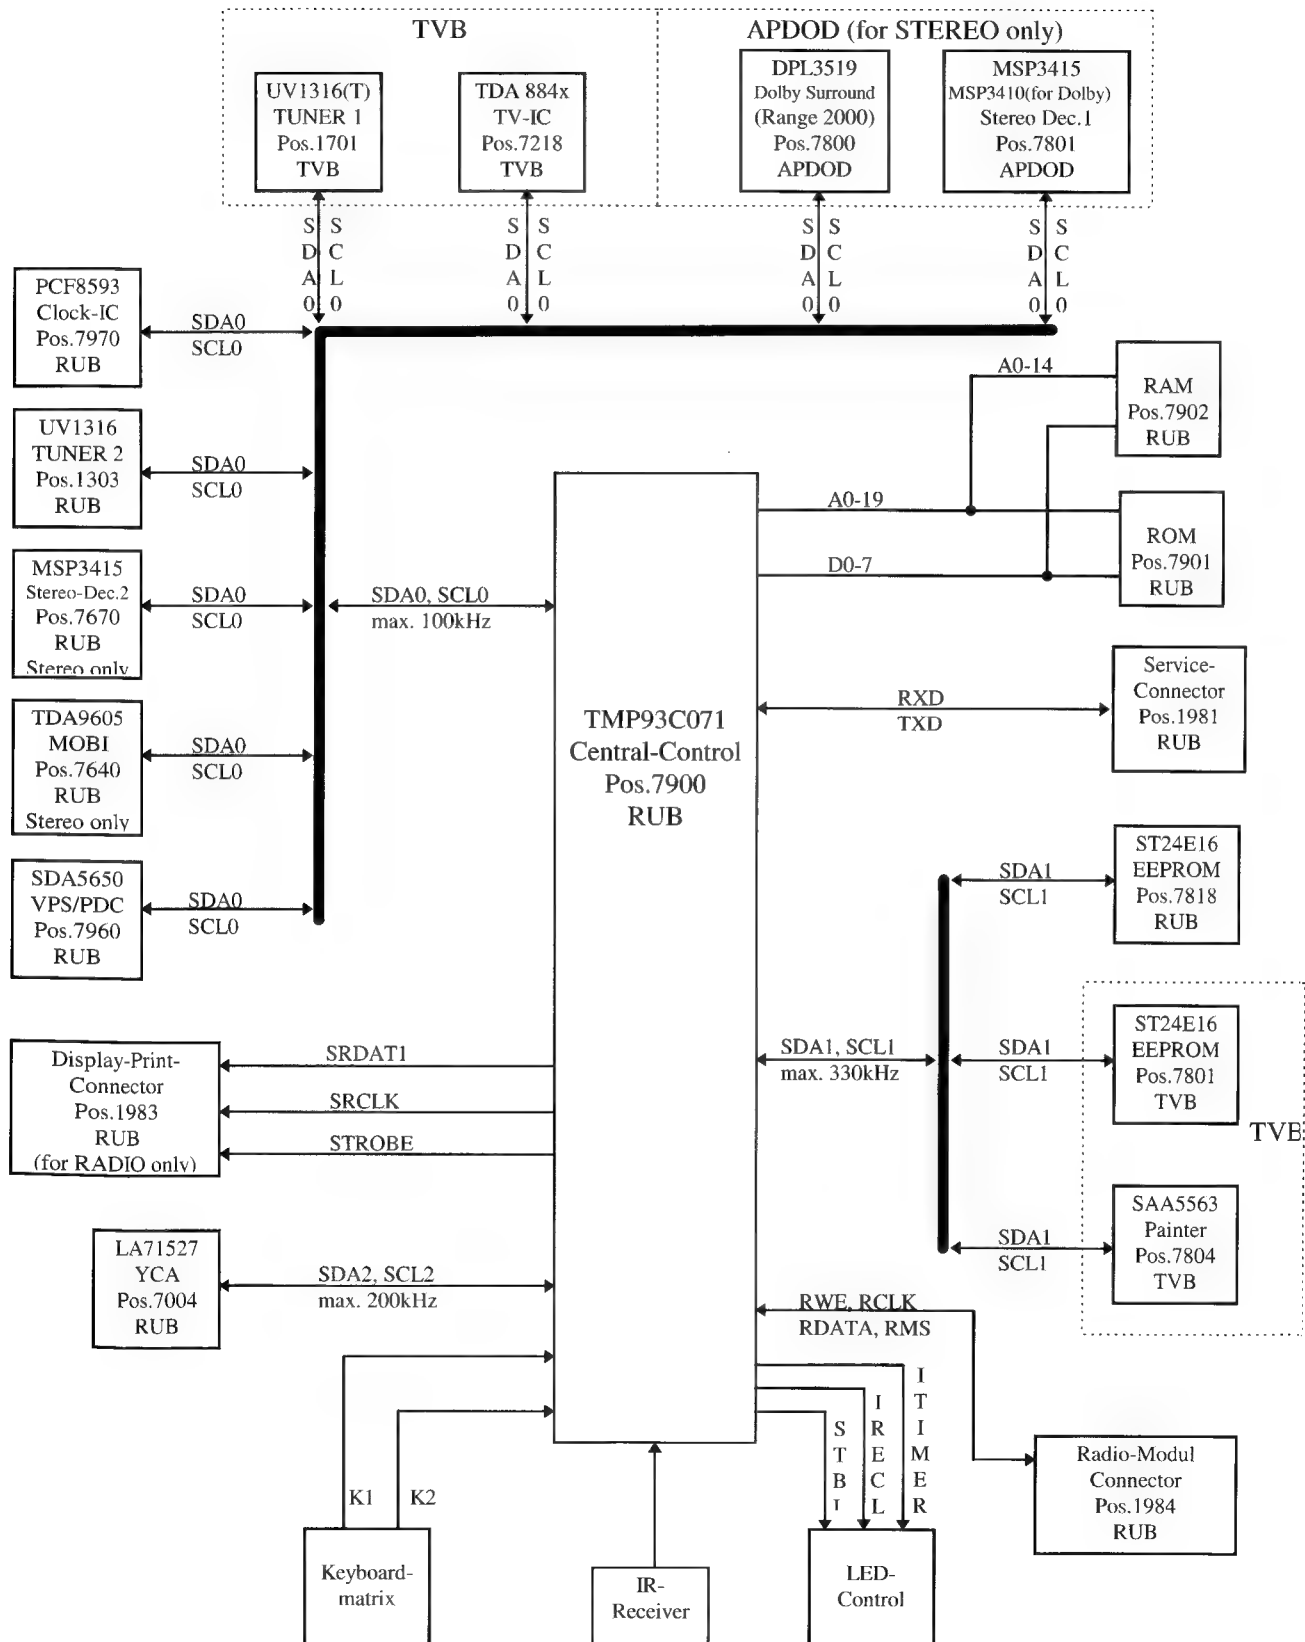 TVB
APDOD (for STEREO only)
UV1316(T)
TUNER 1
Pos.1701
TVB
TDA 884x
TV-IC
Pos.7218
TVB
DPL3519
Dolby Surround
(Range 2000)
Pos.7800
APDOD
MSP3415
MSP3410(for Dolby)
Stereo Dec.1
Pos.7801
APDOD
SDA0
SCL0
SDA0
SCL0
SDA0
SCL0
SDA0
SCL0
PCF8593
Clock-IC
Pos.7970
RUB
SDA0
SCL0
UV1316
TUNER 2
Pos.1303
RUB
SDA0
SCL0
MSP3415
Stereo-Dec.2
Pos.7670
RUB
Stereo only
SDA0
SCL0
TDA9605
MOBI
Pos.7640
RUB
Stereo only
SDA0
SCL0
SDA5650
VPS/PDC
Pos.7960
RUB
SDA0
SCL0
SDA0, SCL0
max. 100kHz
TMP93C071
Central-Control
Pos.7900
RUB
A0-14
RAM
Pos.7902
RUB
A0-19
D0-7
ROM
Pos.7901
RUB
RXD
TXD
Service-
Connector
Pos.1981
RUB
SDA1
SCL1
ST24E16
EEPROM
Pos.7818
RUB
SDA1, SCL1
max. 330kHz
SDA1
SCL1
ST24E16
EEPROM
Pos.7801
TVB
TVB
SDA1
SCL1
SAA5563
Painter
Pos.7804
TVB
Display-Print-
Connector
Pos.1983
RUB
(for RADIO only)
SRDAT1
SRCLK
STROBE
LA71527
YCA
Pos.7004
RUB
SDA2, SCL2
max. 200kHz
RWE, RCLK
RDATA, RMS
Radio-Modul
Connector
Pos.1984
RUB
STBI
IRECL
ITIMER
K1
K2
Keyboard-
matrix
IR-
Receiver
LED-
Control